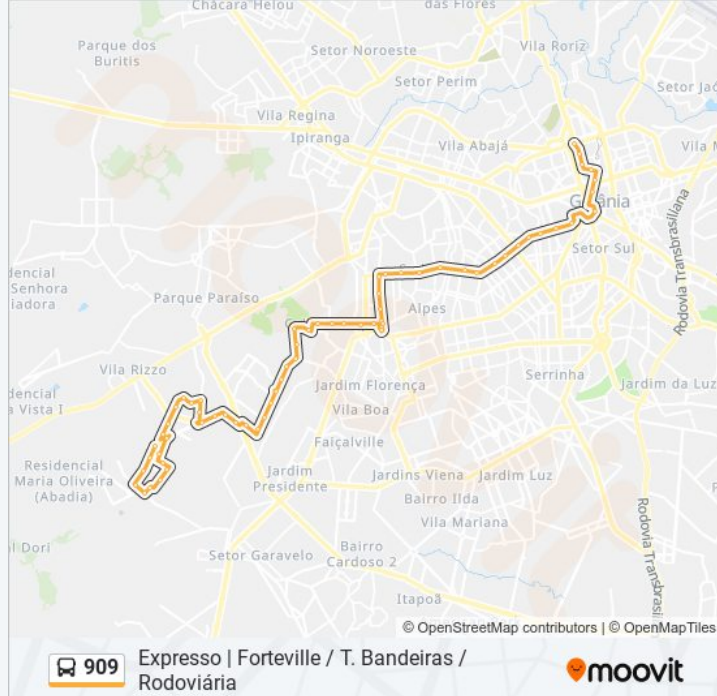 Chácara Helou
das Flores
Parque dos
Buritis
Setor Noroeste
Vila Roriz
Setor Perim
Setor Ja
Vila Regina
Ipiranga
Vila Abajá
Vila M
Goiânia
Setor Sul
Rodovia Transbrasiliana
dencial
Senhora
iadora
Parque Paraíso
Alpes
Vila Rizzo
dencial
a Vista I
Jardim Florença
Vila Boa
Serrinha
Jardim da Luz
Faiçalville
Residencial
Maria Oliveira
(Abadia)
Jardim
Presidente
Jardins Viena
Jardim Luz
Bairro Ilda
Vila Mariana
al Dori
Setor Garavelo
Bairro
Cardoso 2
Itapoã
Rodovia Transbrasi
© OpenStreetMap contributors | © OpenMapTiles
909
Expresso | Forteville / T. Bandeiras /
Rodoviária
moovit